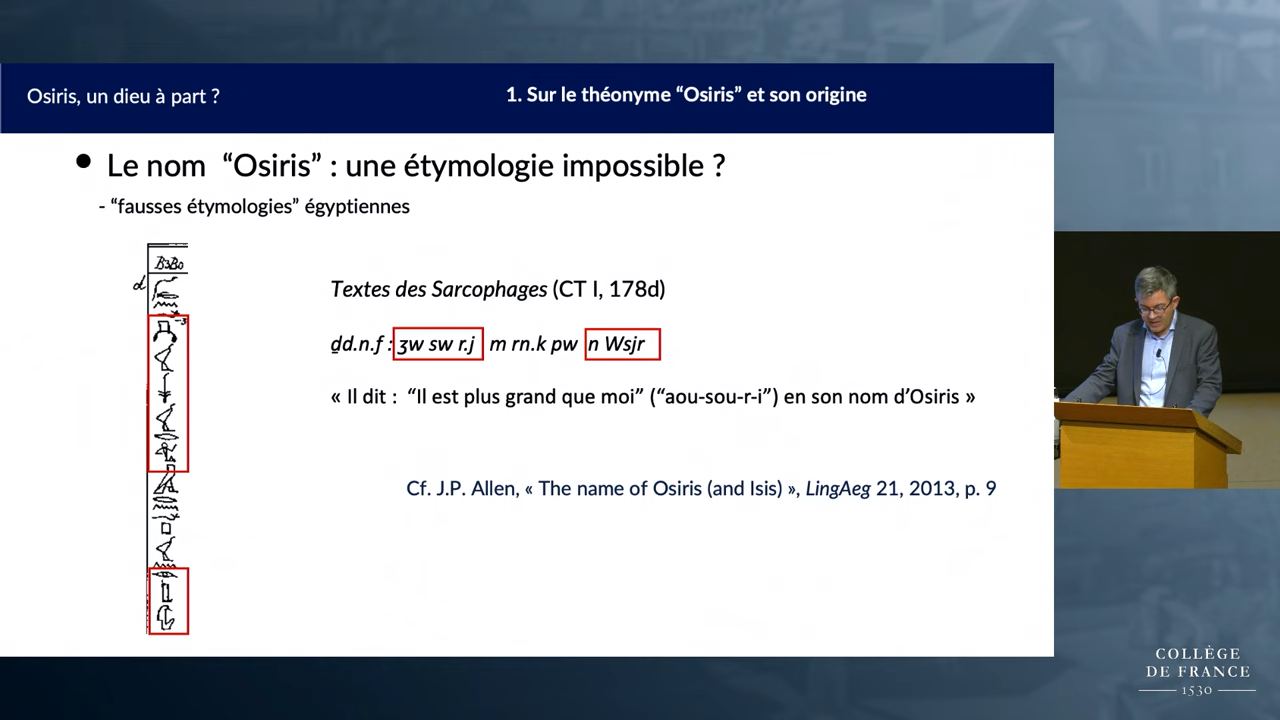 Osiris, un dieu à part ?
1. Sur le théonyme “Osiris” et son origine
● Le nom “Osiris” : une étymologie impossible ?
- “fausses étymologies” égyptiennes
B3Bo
d
Textes des Sarcophages (CT I, 178d)
ḏd.n.f : ʒw sw r.j m rn.k pw n Wsjr
« Il dit : “Il est plus grand que moi” (“aou-sou-r-i”) en son nom d’Osiris »
Cf. J.P. Allen, « The name of Osiris (and Isis) », LingAeg 21, 2013, p. 9
COLLÈGE
DE FRANCE
1530